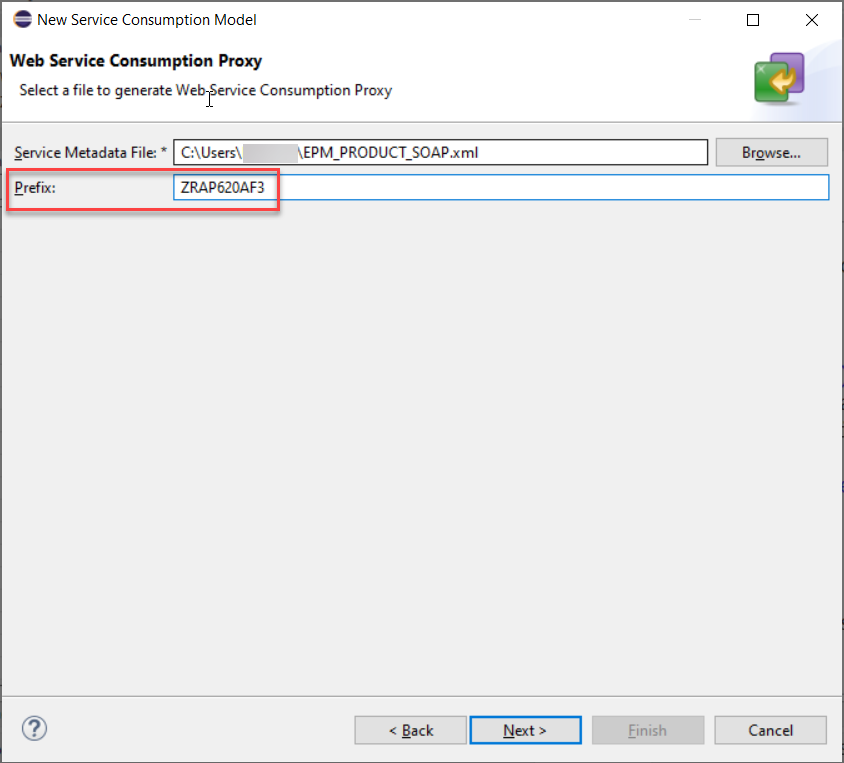 New Service Consumption Model
Web Service Consumption Proxy
Select a file to generate Web Service Consumption Proxy
Service Metadata File: * C:\Users\ \EPM_PRODUCT_SOAP.xml Browse...
Prefix: ZRAP620AF3
< Back Next > Finish Cancel